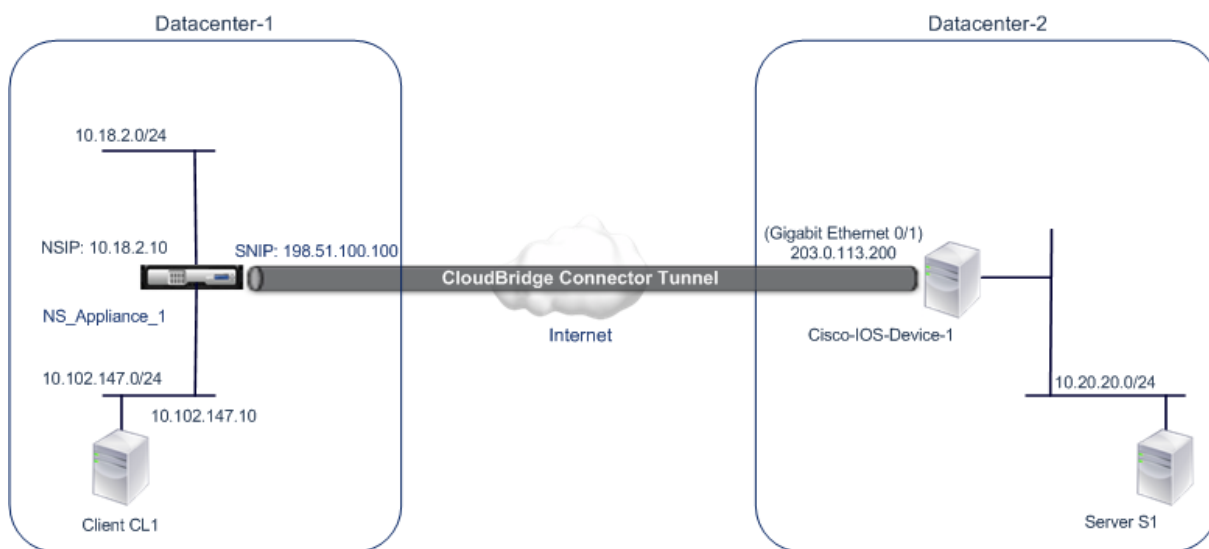 Datacenter-1
Datacenter-2
10.18.2.0/24
NSIP: 10.18.2.10
SNIP: 198.51.100.100
(Gigabit Ethernet 0/1)
203.0.113.200
CloudBridge Connector Tunnel
NS_Appliance_1
Internet
Cisco-IOS-Device-1
10.102.147.0/24
10.102.147.10
10.20.20.0/24
Client CL1
Server S1